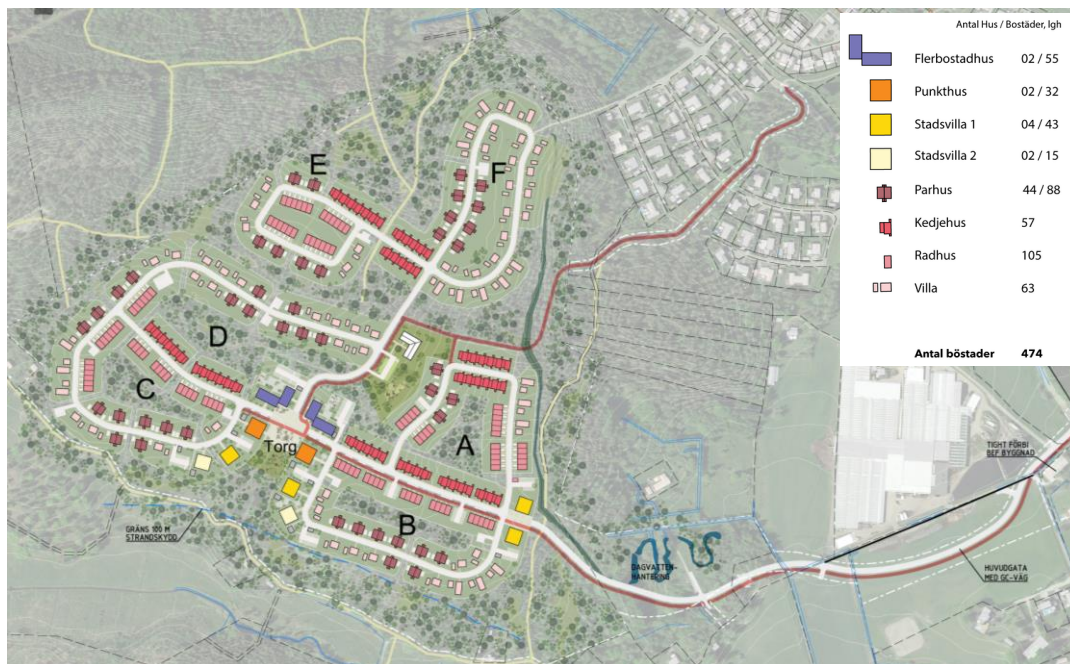 Antal Hus / Bostäder, lgh
Flerbostadhus 02 / 55
Punkthus 02 / 32
Stadsvilla 1 04 / 43
Stadsvilla 2 02 / 15
Parhus 44 / 88
Kedjehus 57
Radhus 105
Villa 63
Antal böstader 474
E
F
D
C
A
Torg
B
TIGHT FÖRBI
BEF BYGGNAD
GRÄNS 100 M
STRANDSKYDD
DAGVATTEN-
HANTERING
HUVUDGATA
MED GC-VÄG